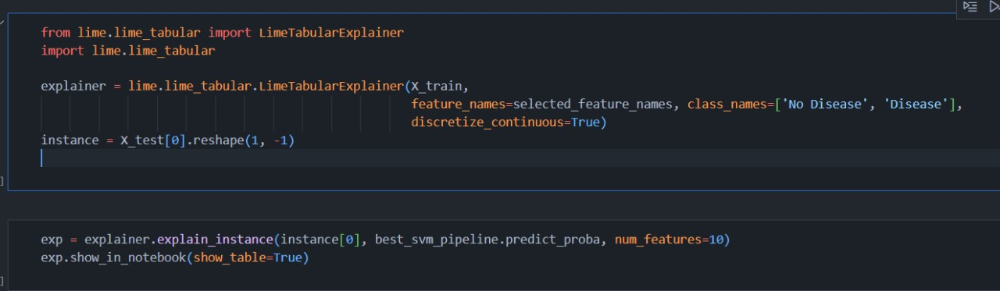 from lime.lime_tabular import LimeTabularExplainer
import lime.lime_tabular
explainer = lime.lime_tabular.LimeTabularExplainer(X_train,
feature_names=selected_feature_names, class_names=['No Disease', 'Disease'],
discretize_continuous=True)
instance = X_test[0].reshape(1, -1)
]
exp = explainer.explain_instance(instance[0], best_svm_pipeline.predict_proba, num_features=10)
exp.show_in_notebook(show_table=True)
]